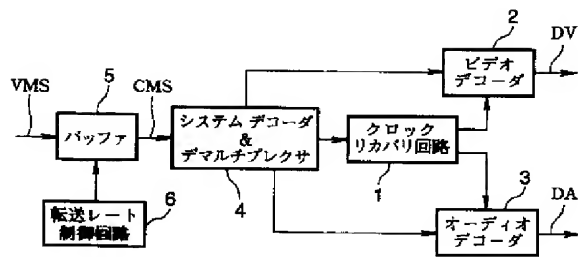 2
DV
ビデオ
デコーダ
VMS
5
CMS
バッファ
システム デコーダ
&
デマルチプレクサ
4
クロック
リカバリ回路
1
転送レート
制御回路
6
3
オーディオ
デコーダ
DA